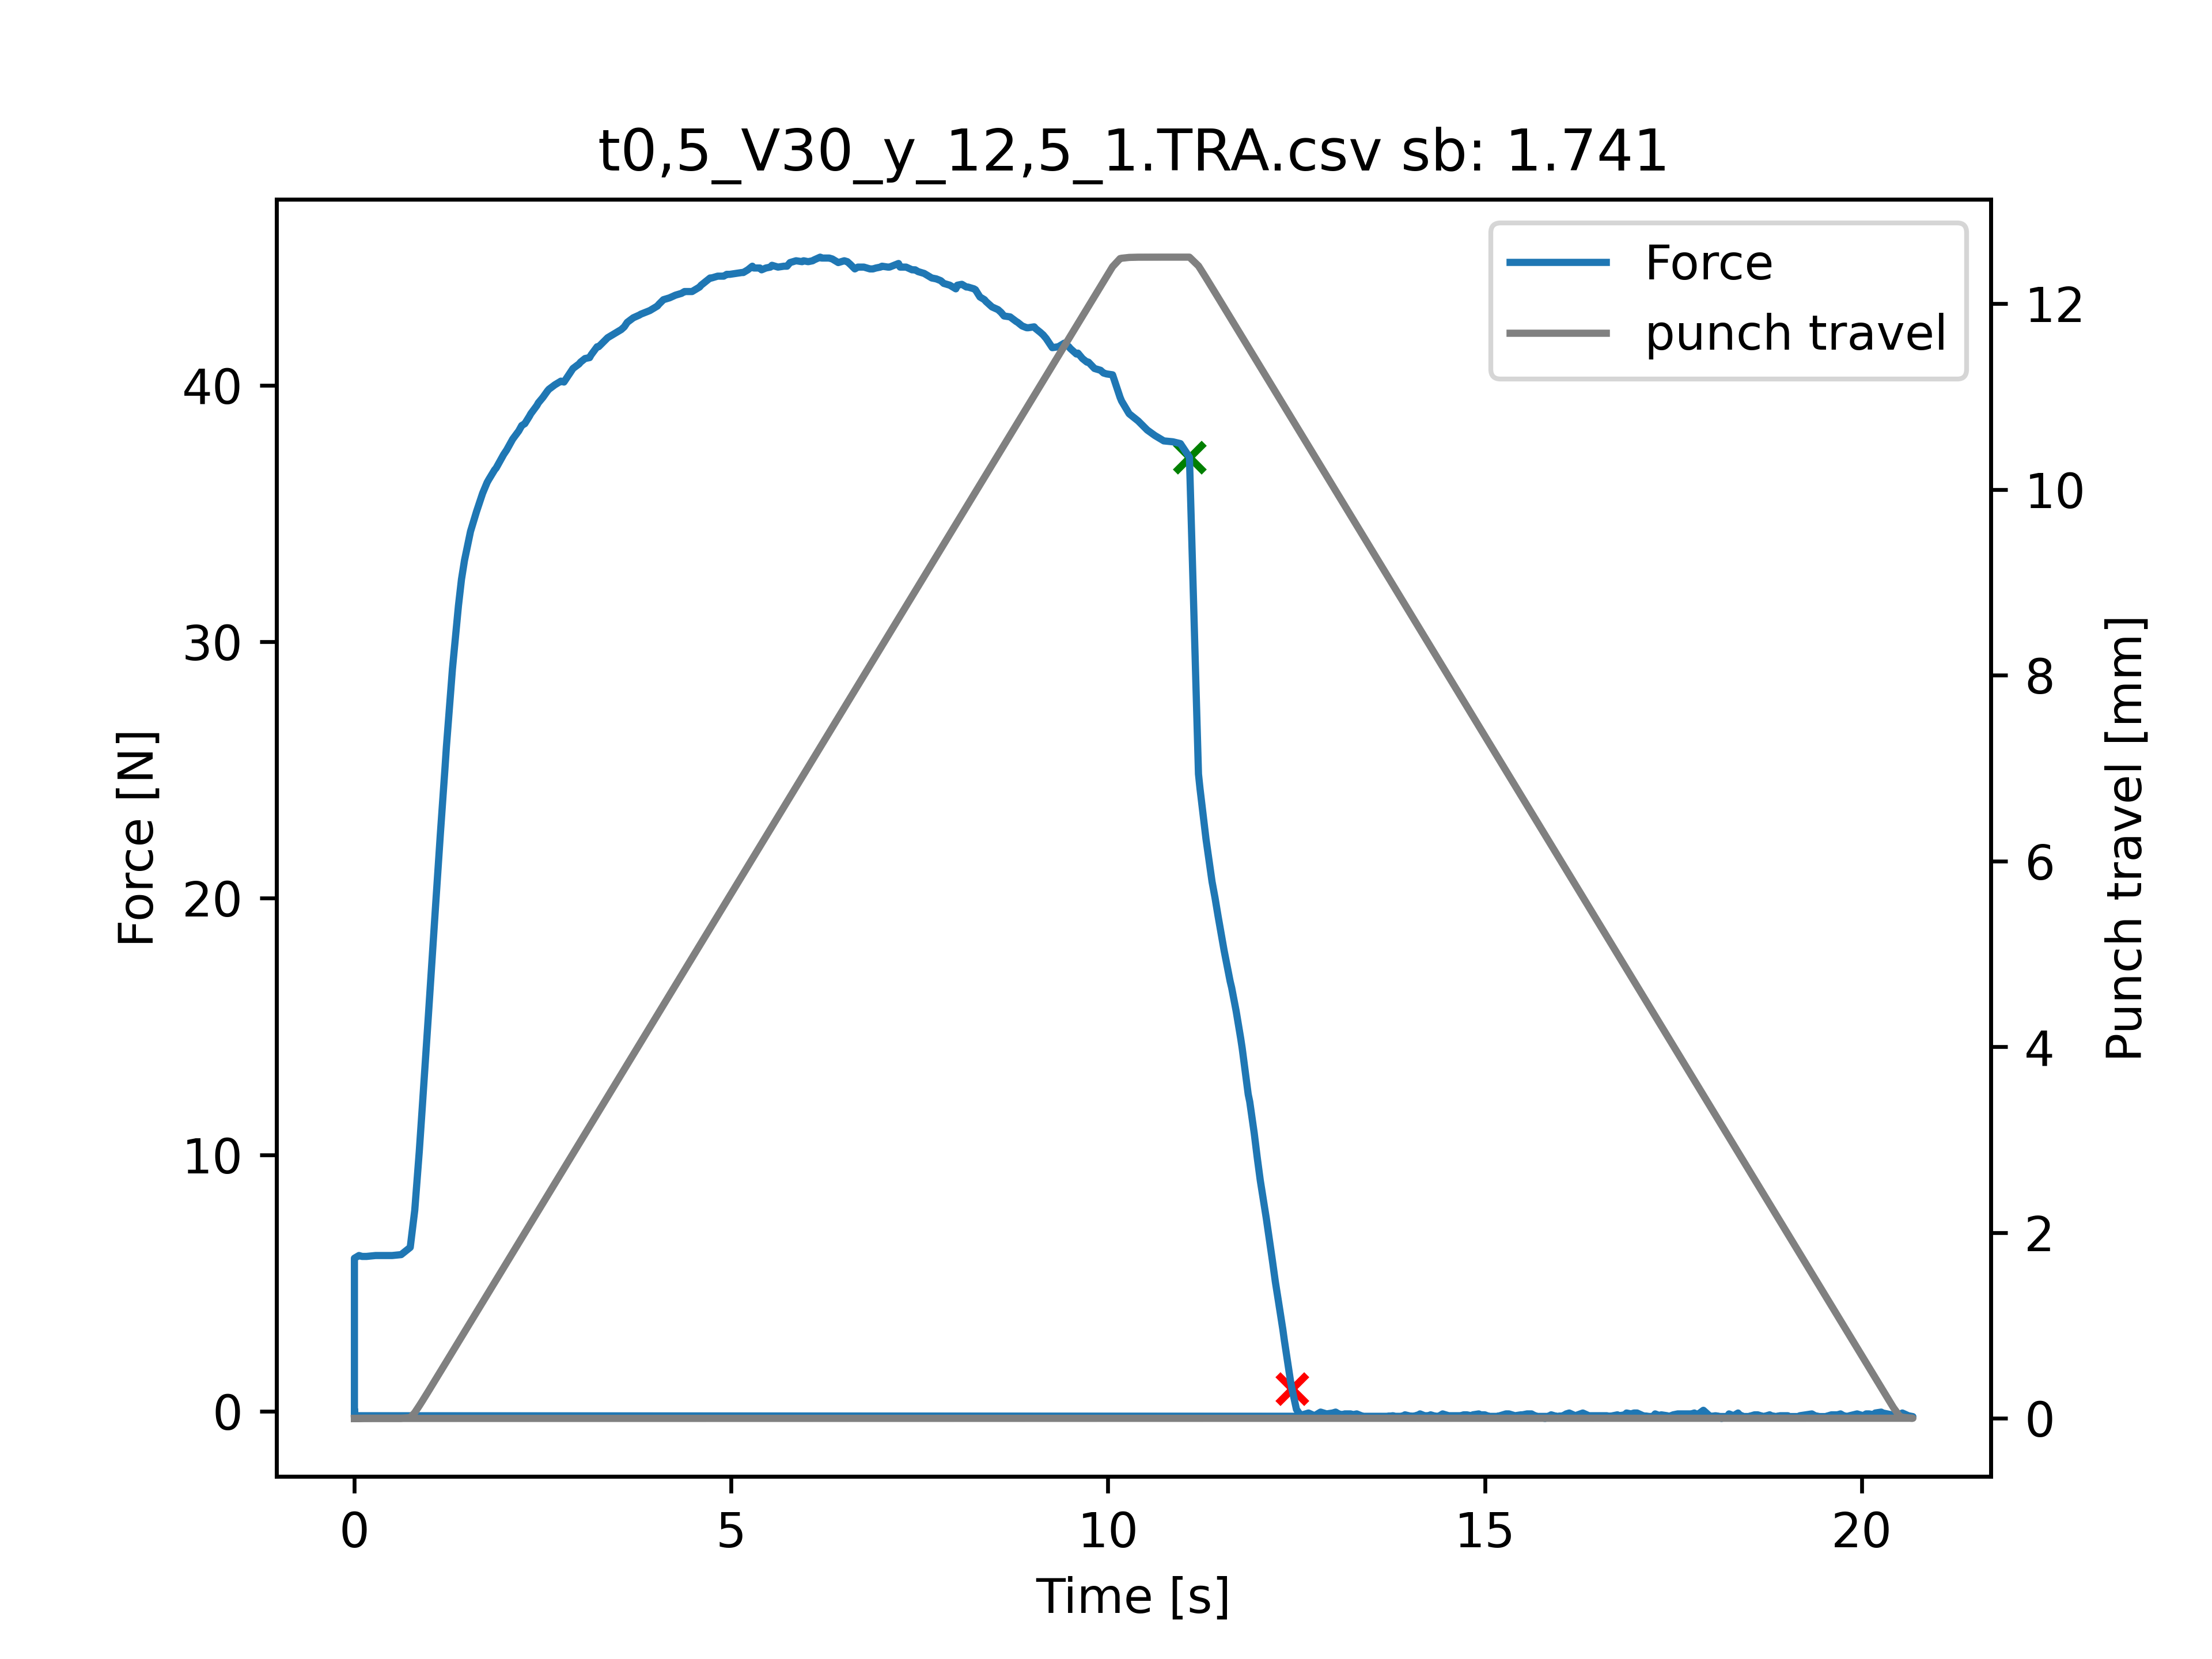 t0,5_V30_y_12,5_1.TRA.csv sb: 1.741
Force
punch travel
Force [N]
40
30
20
10
0
12
10
8
6
4
2
0
Punch travel [mm]
0 5 10 15 20
Time [s]